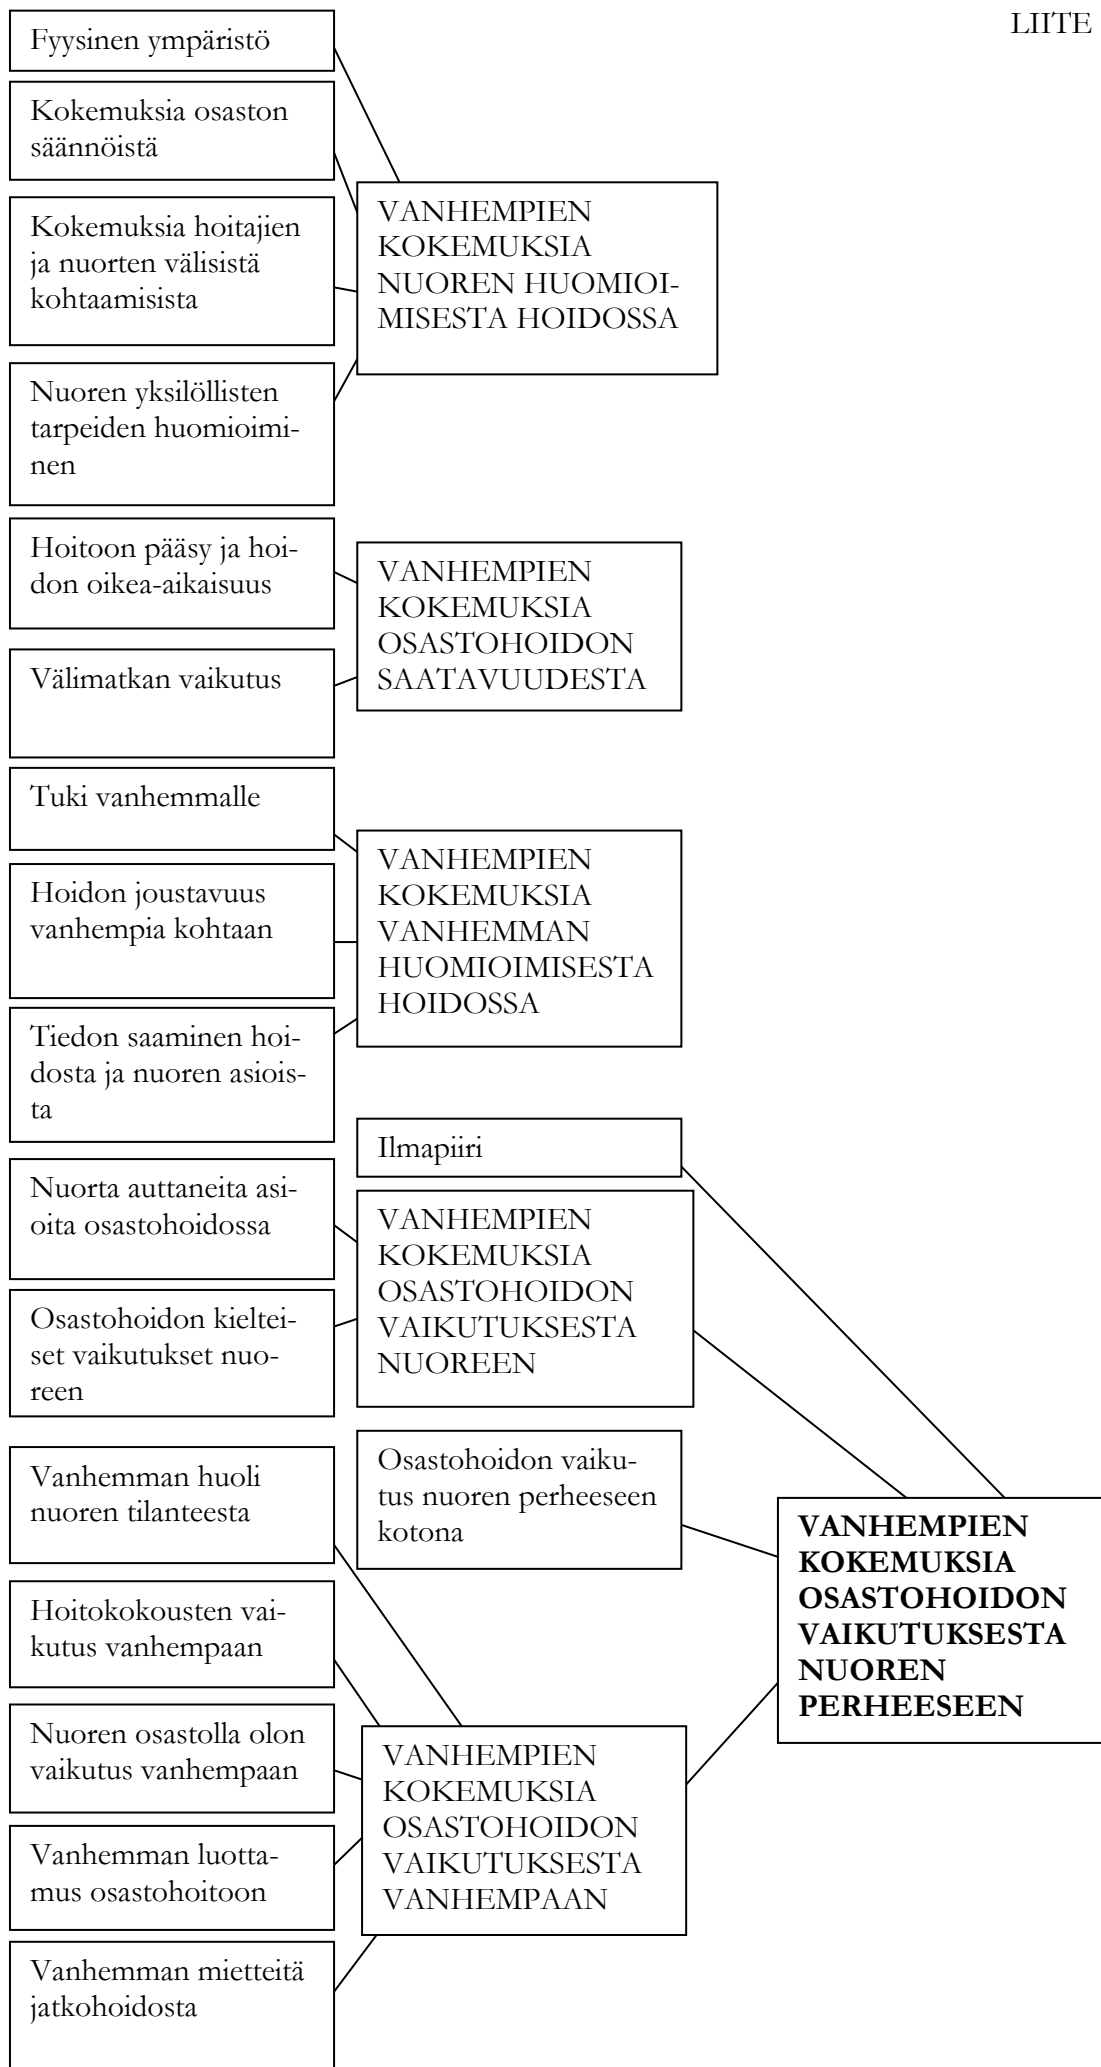 LIITE
Fyysinen ympäristö
Kokemuksia osaston
säännöistä
Kokemuksia hoitajien
ja nuorten välisistä
kohtaamisista
Nuoren yksilöllisten
tarpeiden huomioimi-
nen
VANHEMPIEN
KOKEMUKSIA
NUOREN HUOMIOI-
MISESTA HOIDOSSA
Hoitoon pääsy ja hoi-
don oikea-aikaisuus
Välimatkan vaikutus
VANHEMPIEN
KOKEMUKSIA
OSASTOHOIDON
SAATAVUUDESTA
Tuki vanhemmalle
Hoidon joustavuus
vanhempia kohtaan
Tiedon saaminen hoi-
dosta ja nuoren asiois-
ta
VANHEMPIEN
KOKEMUKSIA
VANHEMMAN
HUOMIOIMISESTA
HOIDOSSA
Ilmapiiri
Nuorta auttaneita asi-
oita osastohoidossa
Osastohoidon kieltei-
set vaikutukset nuo-
reen
VANHEMPIEN
KOKEMUKSIA
OSASTOHOIDON
VAIKUTUKSESTA
NUOREEN
Osastohoidon vaiku-
tus nuoren perheeseen
kotona
Vanhemman huoli
nuoren tilanteesta
Hoitokokousten vai-
kutus vanhempaan
Nuoren osastolla olon
vaikutus vanhempaan
Vanhemman luotta-
mus osastohoitoon
Vanhemman mietteitä
jatkohoidosta
VANHEMPIEN
KOKEMUKSIA
OSASTOHOIDON
VAIKUTUKSESTA
VANHEMPAAN
VANHEMPIEN
KOKEMUKSIA
OSASTOHOIDON
VAIKUTUKSESTA
NUOREN
PERHEESEEN